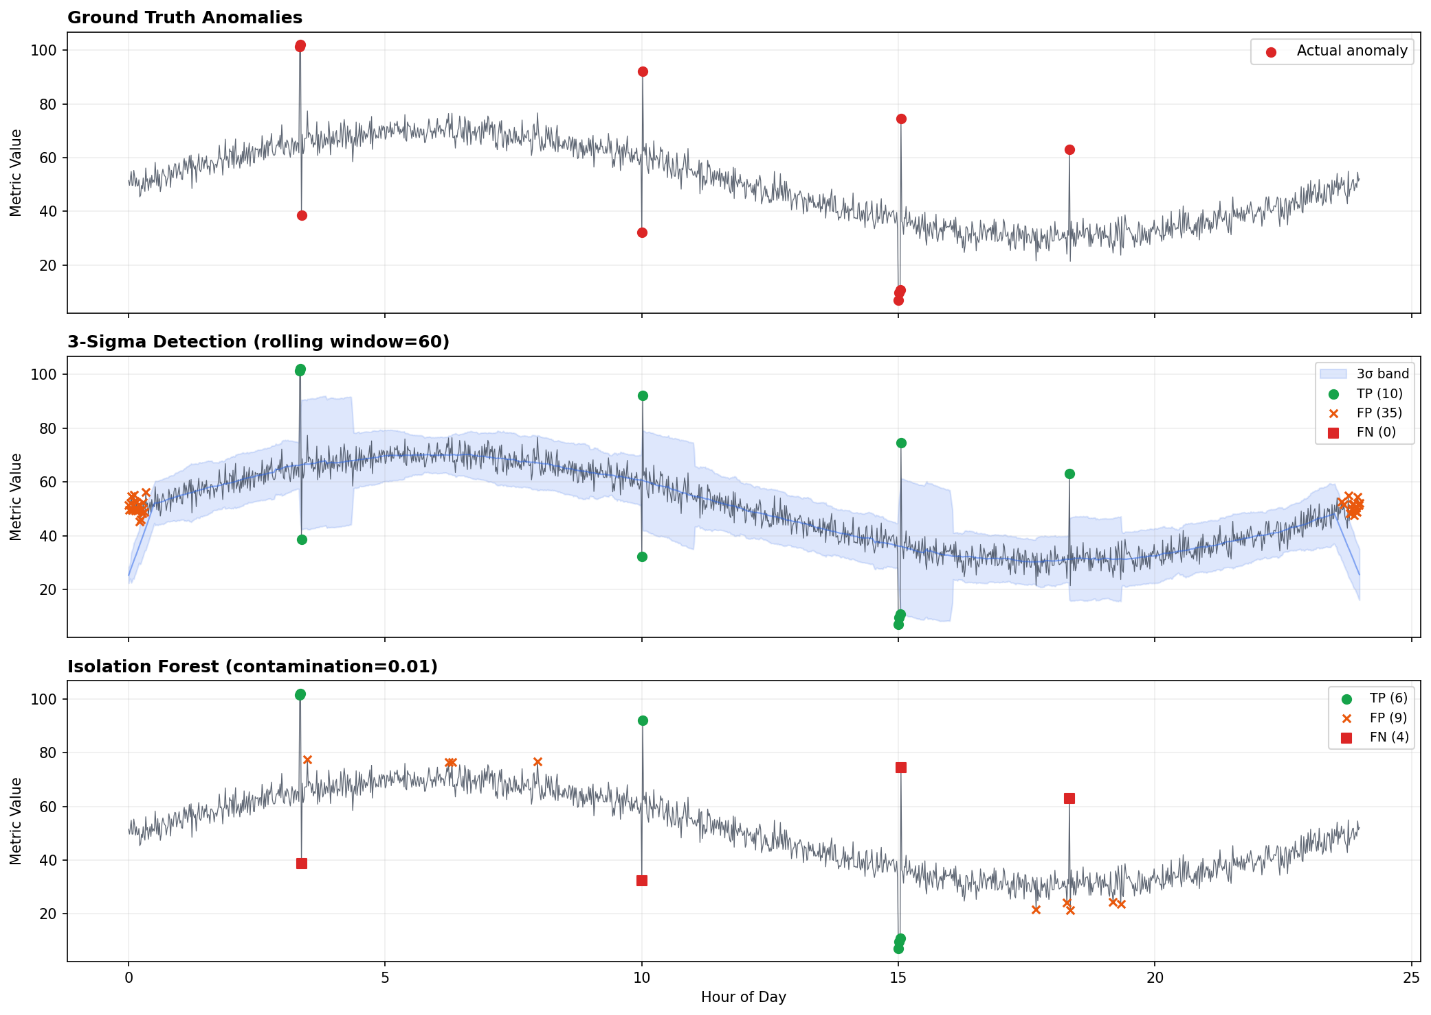 Ground Truth Anomalies
Metric Value
100
80
60
40
20
Actual anomaly
3-Sigma Detection (rolling window=60)
Metric Value
100
80
60
40
20
3σ band
TP (10)
FP (35)
FN (0)
Isolation Forest (contamination=0.01)
Metric Value
100
80
60
40
20
TP (6)
FP (9)
FN (4)
0 5 10 15 20 25
Hour of Day